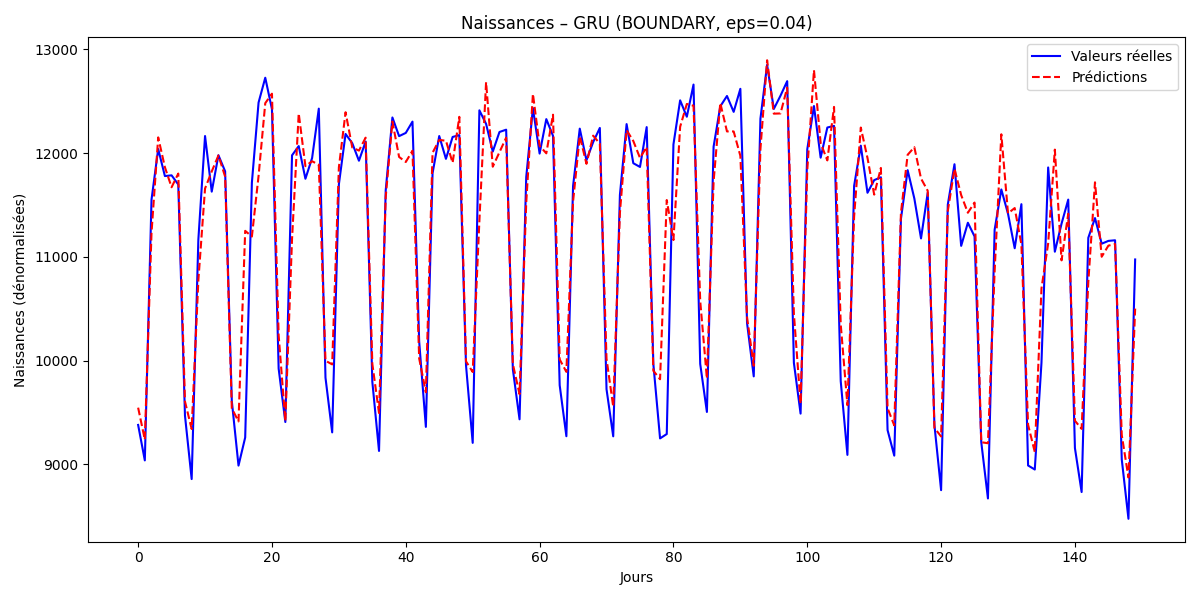 Naissances – GRU (BOUNDARY, eps=0.04)
Valeurs réelles
Prédictions
Naissances (dénormalisées)
13000
12000
11000
10000
9000
0 20 40 60 80 100 120 140
Jours